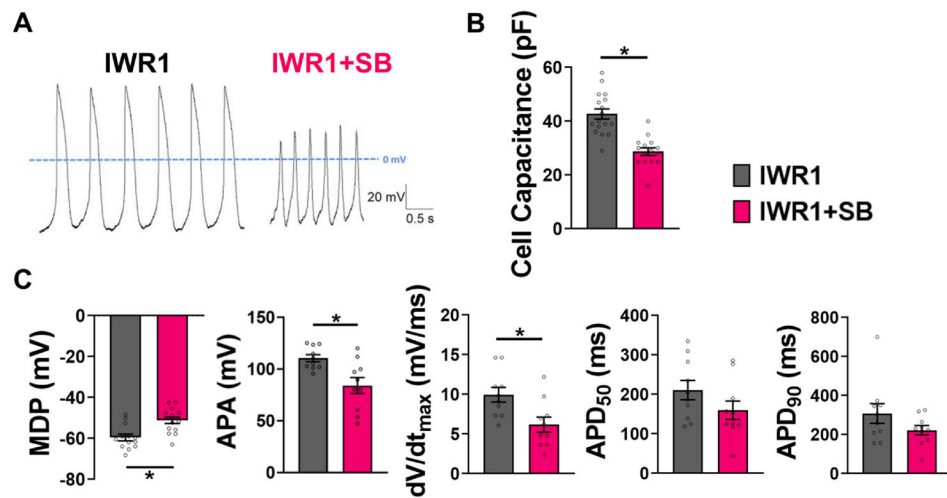 A
IWR1
IWR1+SB
0 mV
20 mV
0.5 s
B
Cell Capacitance (pF)
60
40
20
0
*
IWR1
IWR1+SB
C
MDP (mV)
0
-20
-40
-60
-80
*
APA (mV)
150
100
50
0
*
dV/dtmax (mV/ms)
20
15
10
5
0
*
APD50 (ms)
400
300
200
100
0
APD90 (ms)
800
600
400
200
0